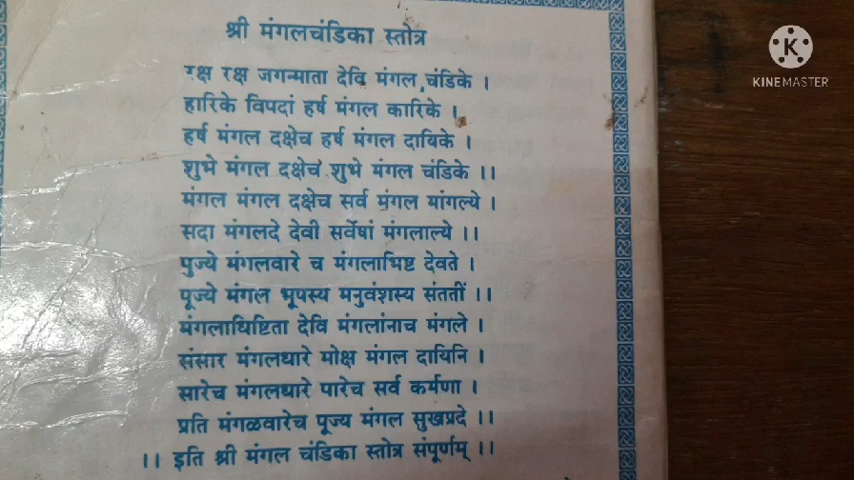 श्री मंगलचंडिका स्तोत्र
रक्ष रक्ष जगन्माता देवि मंगल चंडिके ।
हारिके विपदां हर्ष मंगल कारिके ।
हर्ष मंगल दक्षेच हर्ष मंगल दायिके ।
शुभे मंगल दक्षेच शुभे मंगल चंडिके ।।
मंगल मंगल दक्षेच सर्व मंगल मांगल्ये ।
सदा मंगलदे देवी सर्वेषां मंगलाल्ये ।।
पुज्ये मंगलवारे च मंगलाभिष्ट देवते ।
पूज्ये मंगल भूपस्य मनुवंशस्य संततीं ।।
मंगलाधिष्टिता देवि मंगलांनाच मंगले ।
संसार मंगलधारे मोक्ष मंगल दायिनि ।
सारेच मंगलधारे पारेच सर्व कर्मणा ।
प्रति मंगळवारेच पूज्य मंगल सुखप्रदे ।।
।। इति श्री मंगल चंडिका स्तोत्र संपूर्णम् ।।
KINEMASTER